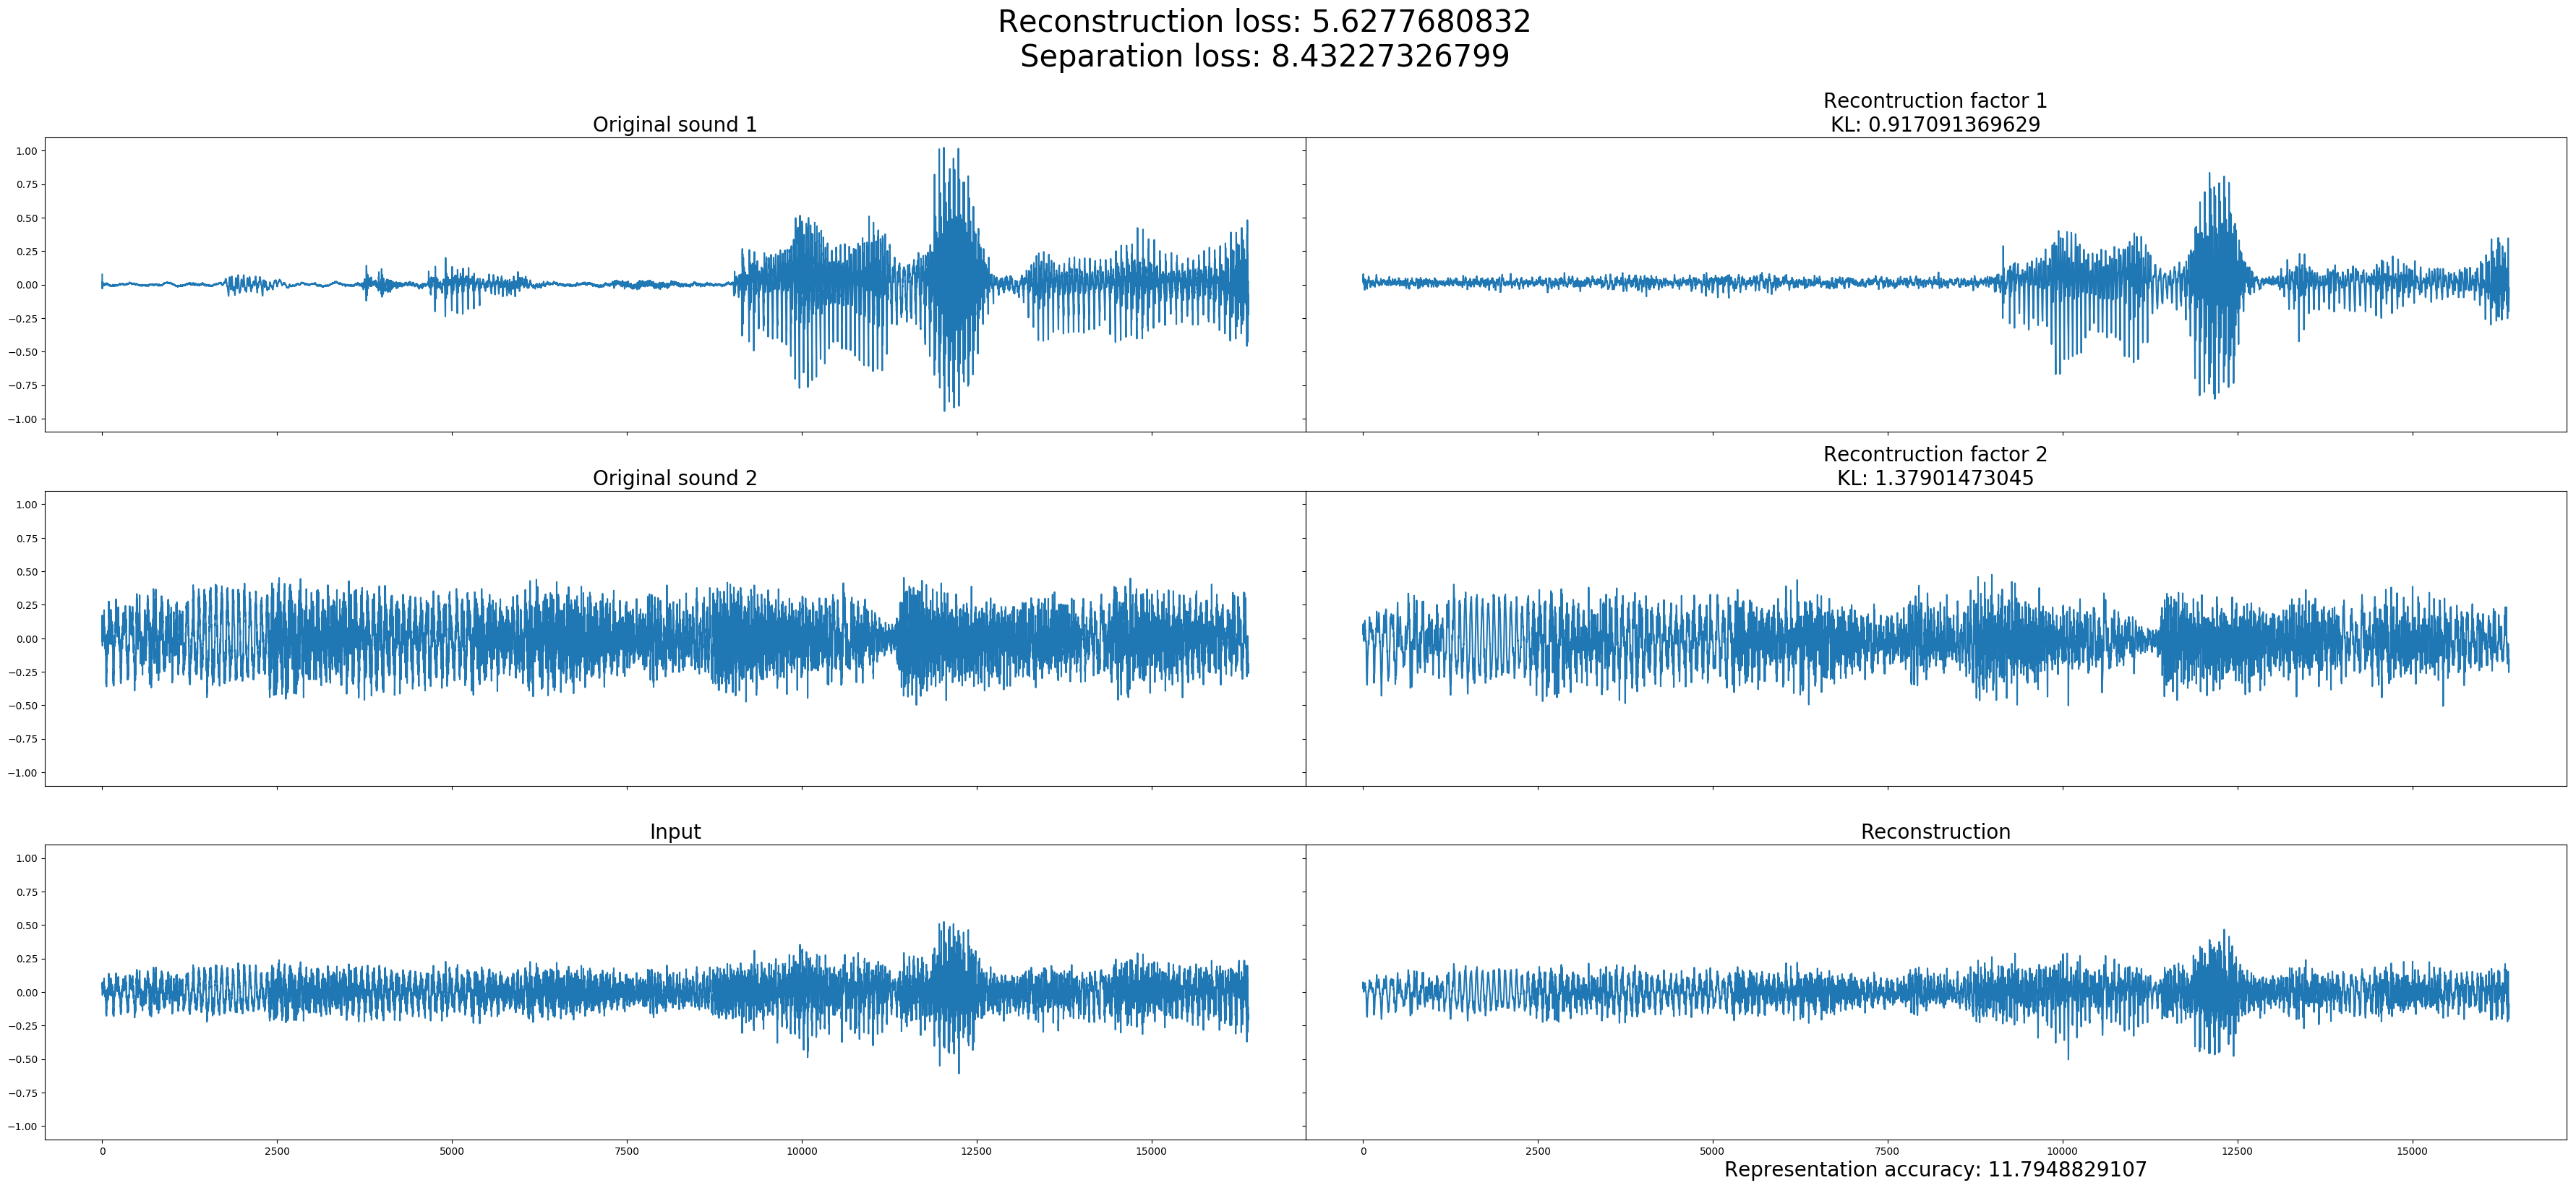 Reconstruction loss: 5.6277680832
Separation loss: 8.43227326799
Original sound 1
Recontruction factor 1
KL: 0.917091369629
1.00
0.75
0.50
0.25
0.00
−0.25
−0.50
−0.75
−1.00
Original sound 2
Recontruction factor 2
KL: 1.37901473045
1.00
0.75
0.50
0.25
0.00
−0.25
−0.50
−0.75
−1.00
Input
Reconstruction
1.00
0.75
0.50
0.25
0.00
−0.25
−0.50
−0.75
−1.00
0 2500 5000 7500 10000 12500 15000 0 2500 5000 7500 10000 12500 15000
Representation accuracy: 11.7948829107